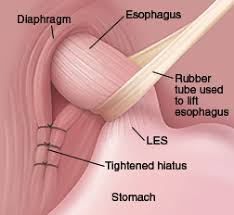 Diaphragm
Esophagus
Rubber
tube used
to lift
esophagus
LES
Tightened hiatus
Stomach